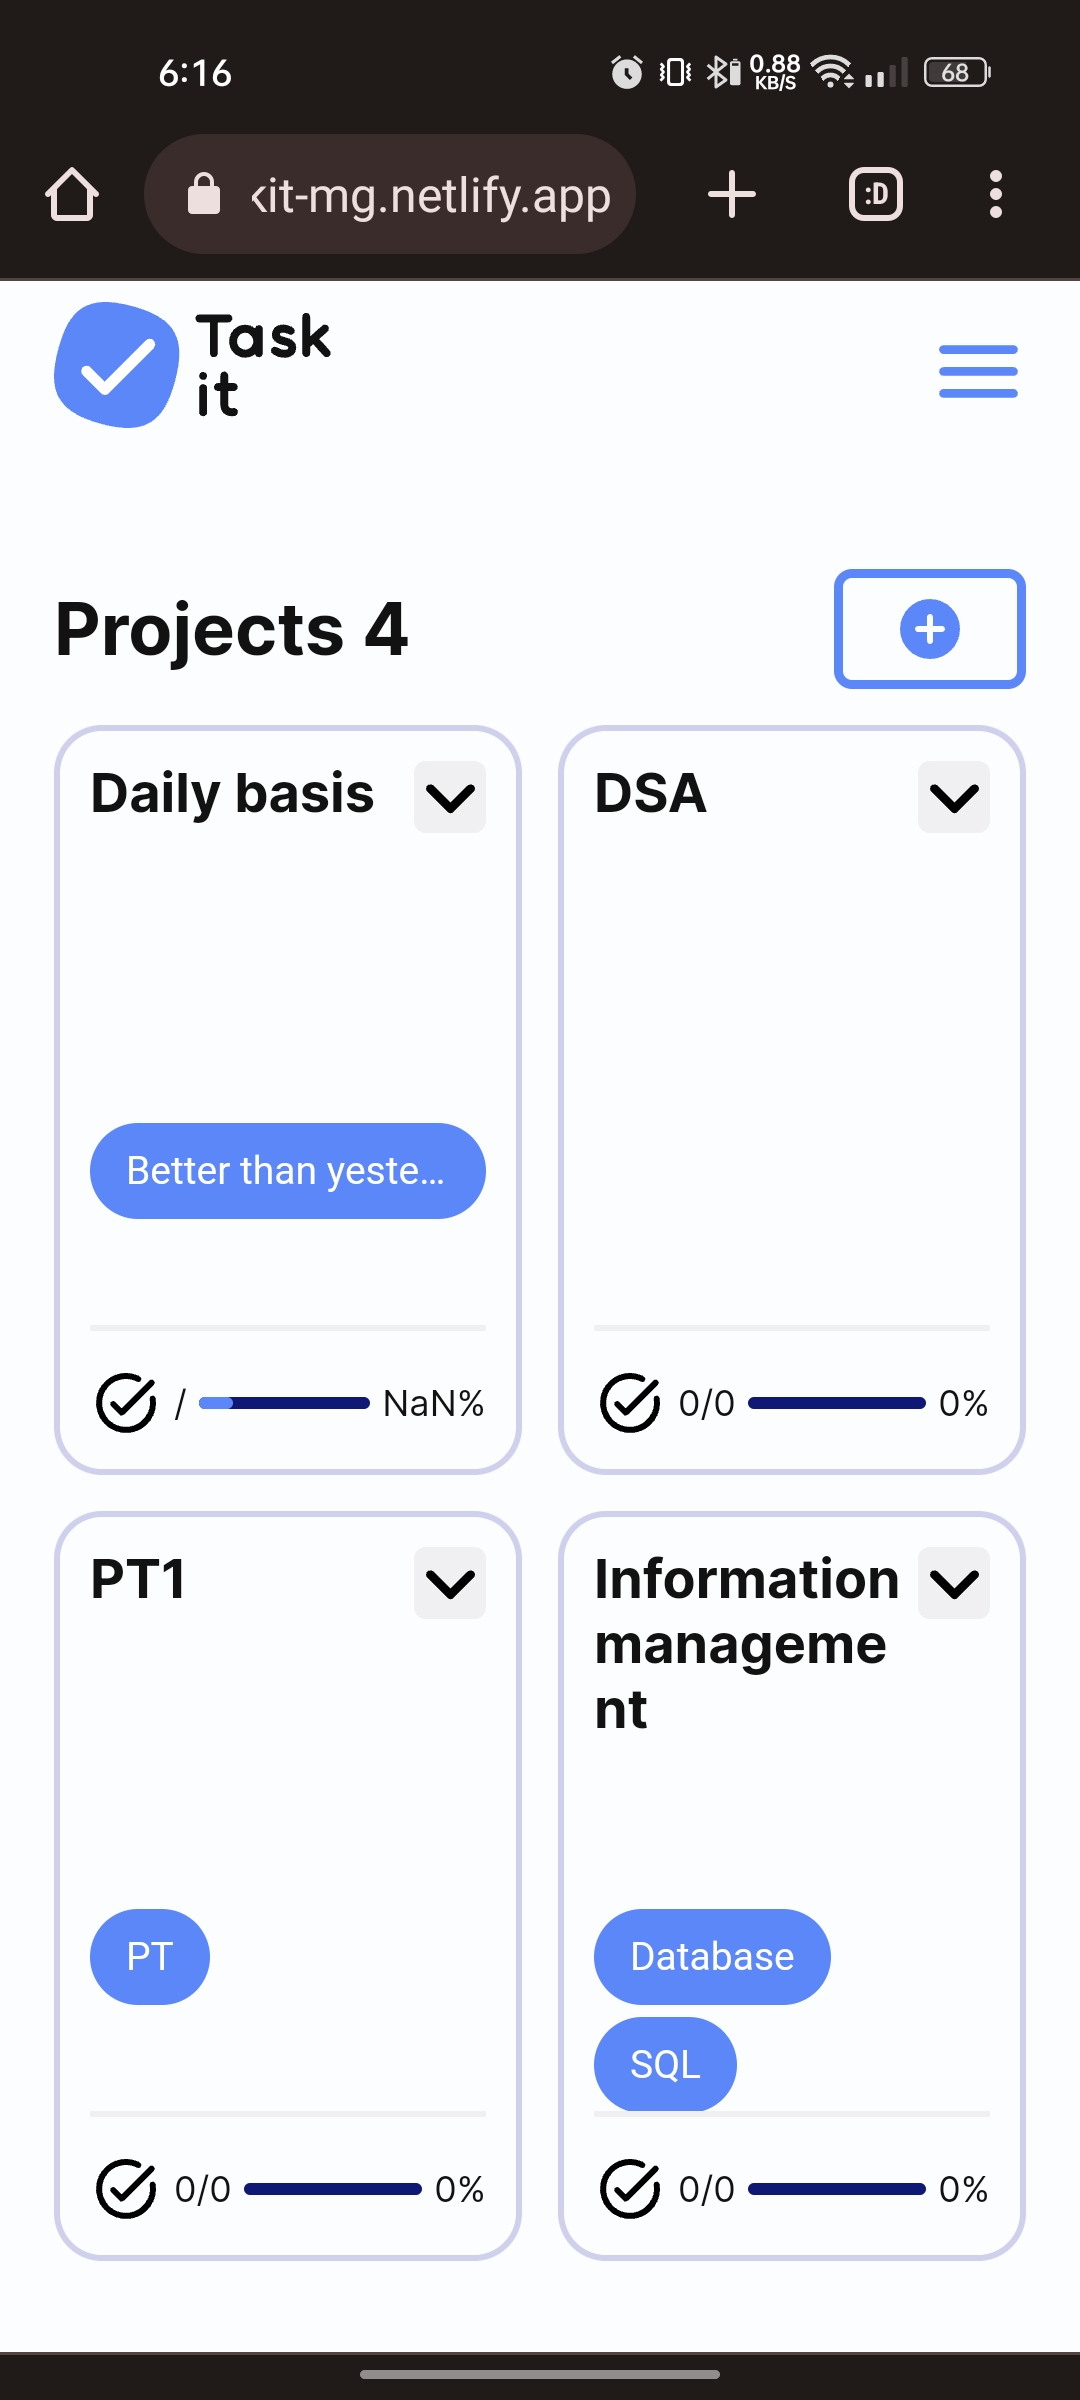 6:16
0.88
KB/S
68
kit-mg.netlify.app
:D
Task
it
Projects 4
Daily basis
DSA
Better than yeste...
/
NaN%
0/0
0%
PT1
Information
manageme
nt
PT
Database
SQL
0/0
0%
0/0
0%